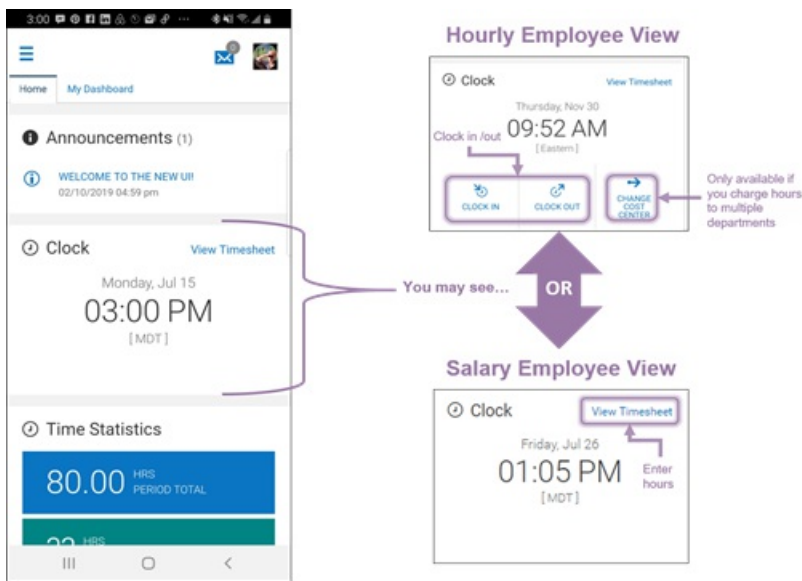 3:00
0
Home My Dashboard
Announcements (1)
WELCOME TO THE NEW UI!
02/10/2019 04:59 pm
Clock View Timesheet
Monday, Jul 15
03:00 PM
[ MDT ]
Time Statistics
80.00 HRS
PERIOD TOTAL
HRS
You may see...
Hourly Employee View
Clock View Timesheet
Thursday, Nov 30
09:52 AM
[ Eastern ]
Clock in /out
CLOCK IN
CLOCK OUT
CHANGE
COST
CENTER
Only available if
you charge hours
to multiple
departments
OR
Salary Employee View
Clock View Timesheet
Friday, Jul 26
01:05 PM
[ MDT ]
Enter
hours